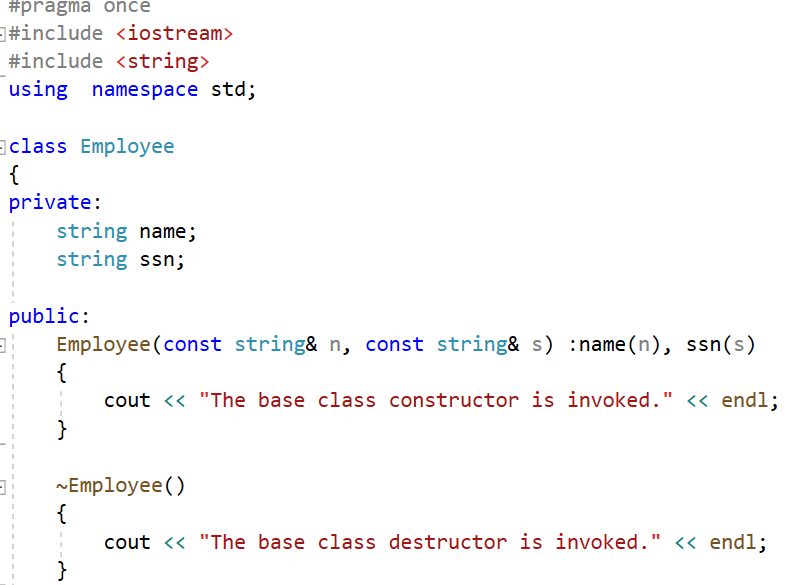 #pragma once
#include <iostream>
#include <string>
using  namespace std;
class Employee
{
private:
    string name;
    string ssn;
public:
    Employee(const string& n, const string& s) :name(n), ssn(s)
    {
        cout << "The base class constructor is invoked." << endl;
    }
    ~Employee()
    {
        cout << "The base class destructor is invoked." << endl;
    }